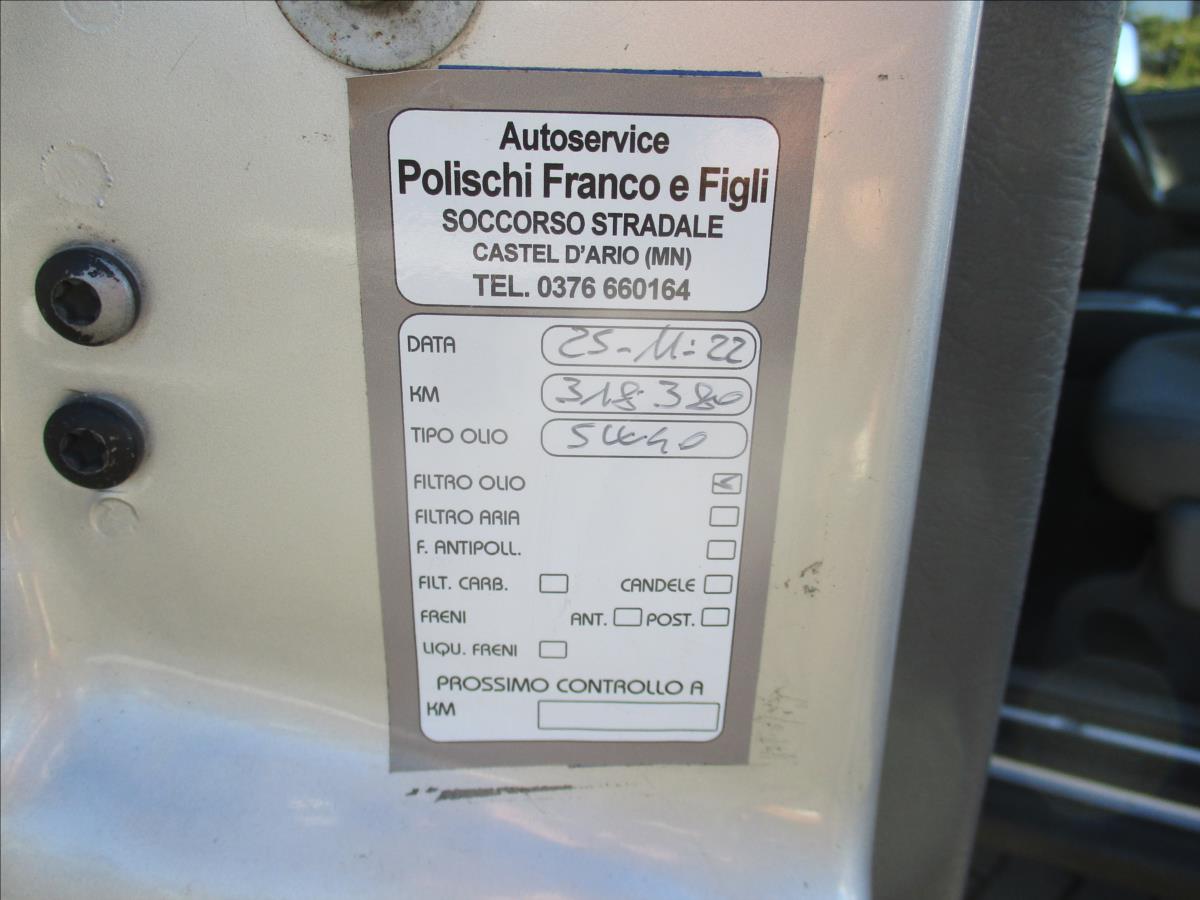 Autoservice
Polischi Franco e Figli
SOCCORSO STRADALE
CASTEL D'ARIO (MN)
TEL. 0376 660164
DATA 25-11-22
KM 318.380
TIPO OLIO 5W40
FILTRO OLIO
FILTRO ARIA
F. ANTIPOLL.
FILT. CARB. CANDELE
FRENI ANT. POST.
LIQU. FRENI
PROSSIMO CONTROLLO A
KM